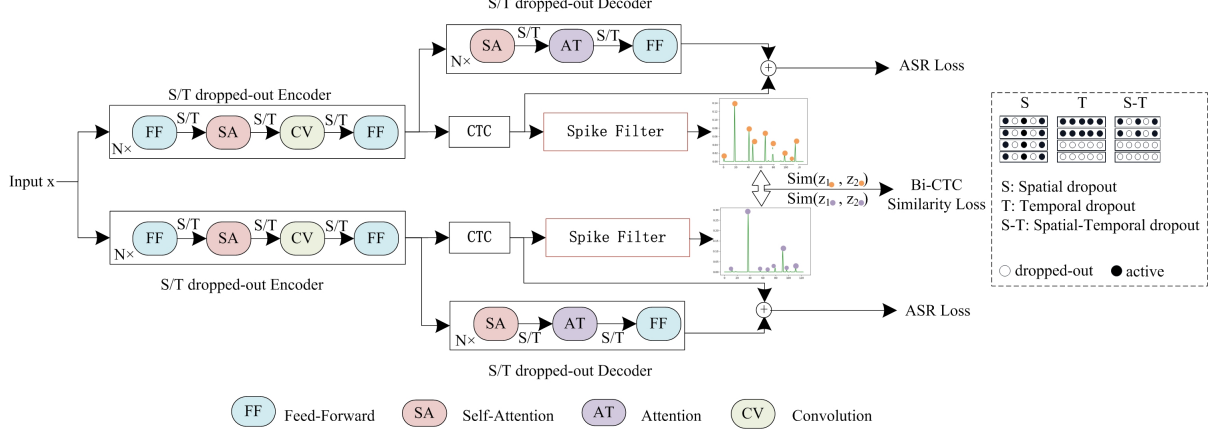 S/T dropped-out Decoder
N× SA S/T AT S/T FF
ASR Loss
S/T dropped-out Encoder
N× FF S/T SA S/T CV S/T FF
CTC
Spike Filter
Input x
Sim(z1, z2)
Sim(z1, z2)
Bi-CTC
Similarity Loss
N× FF S/T SA S/T CV S/T FF
S/T dropped-out Encoder
CTC
Spike Filter
ASR Loss
N× SA S/T AT S/T FF
S/T dropped-out Decoder
S T S-T
S: Spatial dropout
T: Temporal dropout
S-T: Spatial-Temporal dropout
dropped-out active
FF Feed-Forward SA Self-Attention AT Attention CV Convolution